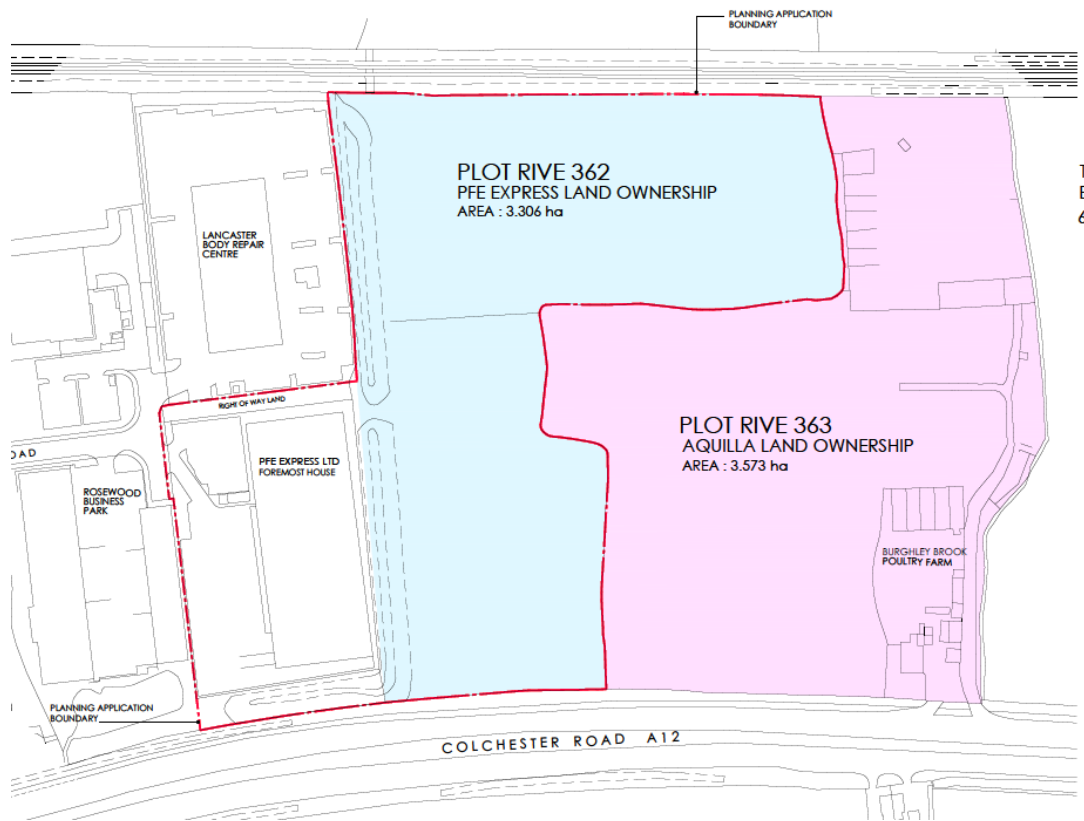 PLANNING APPLICATION
BOUNDARY
PLOT RIVE 362
PFE EXPRESS LAND OWNERSHIP
AREA : 3.306 ha
LANCASTER
BODY REPAIR
CENTRE
RIGHT OF WAY LAND
PLOT RIVE 363
AQUILLA LAND OWNERSHIP
AREA : 3.573 ha
PFE EXPRESS LTD
FOREMOST HOUSE
ROSEWOOD
BUSINESS
PARK
BURGHLEY BROOK
POULTRY FARM
PLANNING APPLICATION
BOUNDARY
COLCHESTER ROAD A12